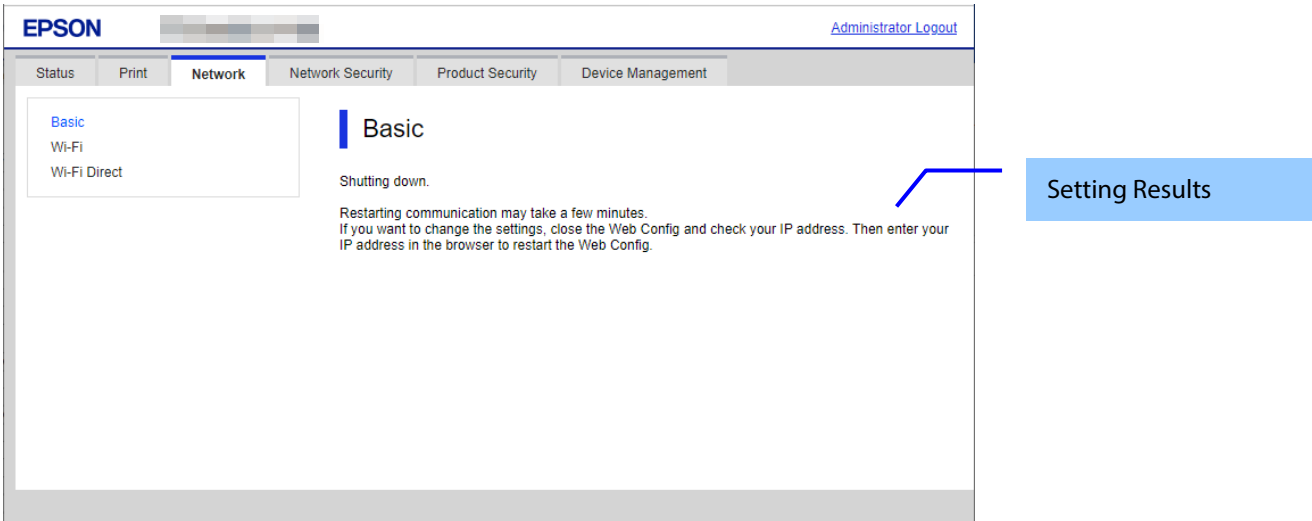 EPSON
Administrator Logout
Status Print Network Network Security Product Security Device Management
Basic
Wi-Fi
Wi-Fi Direct
Basic
Shutting down.
Restarting communication may take a few minutes.
If you want to change the settings, close the Web Config and check your IP address. Then enter your
IP address in the browser to restart the Web Config.
Setting Results